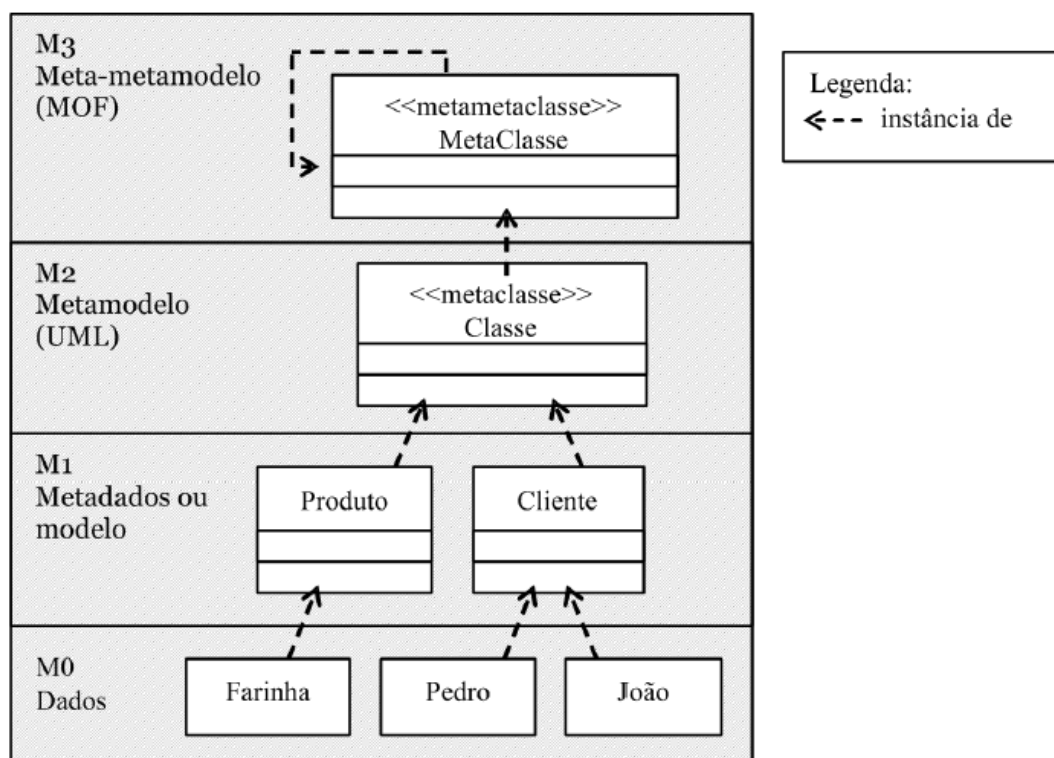 M3
Meta-metamodelo
(MOF)
<<metametaclasse>>
MetaClasse
Legenda:
instância de
M2
Metamodelo
(UML)
<<metaclasse>>
Classe
M1
Metadados ou
modelo
Produto
Cliente
M0
Dados
Farinha
Pedro
João